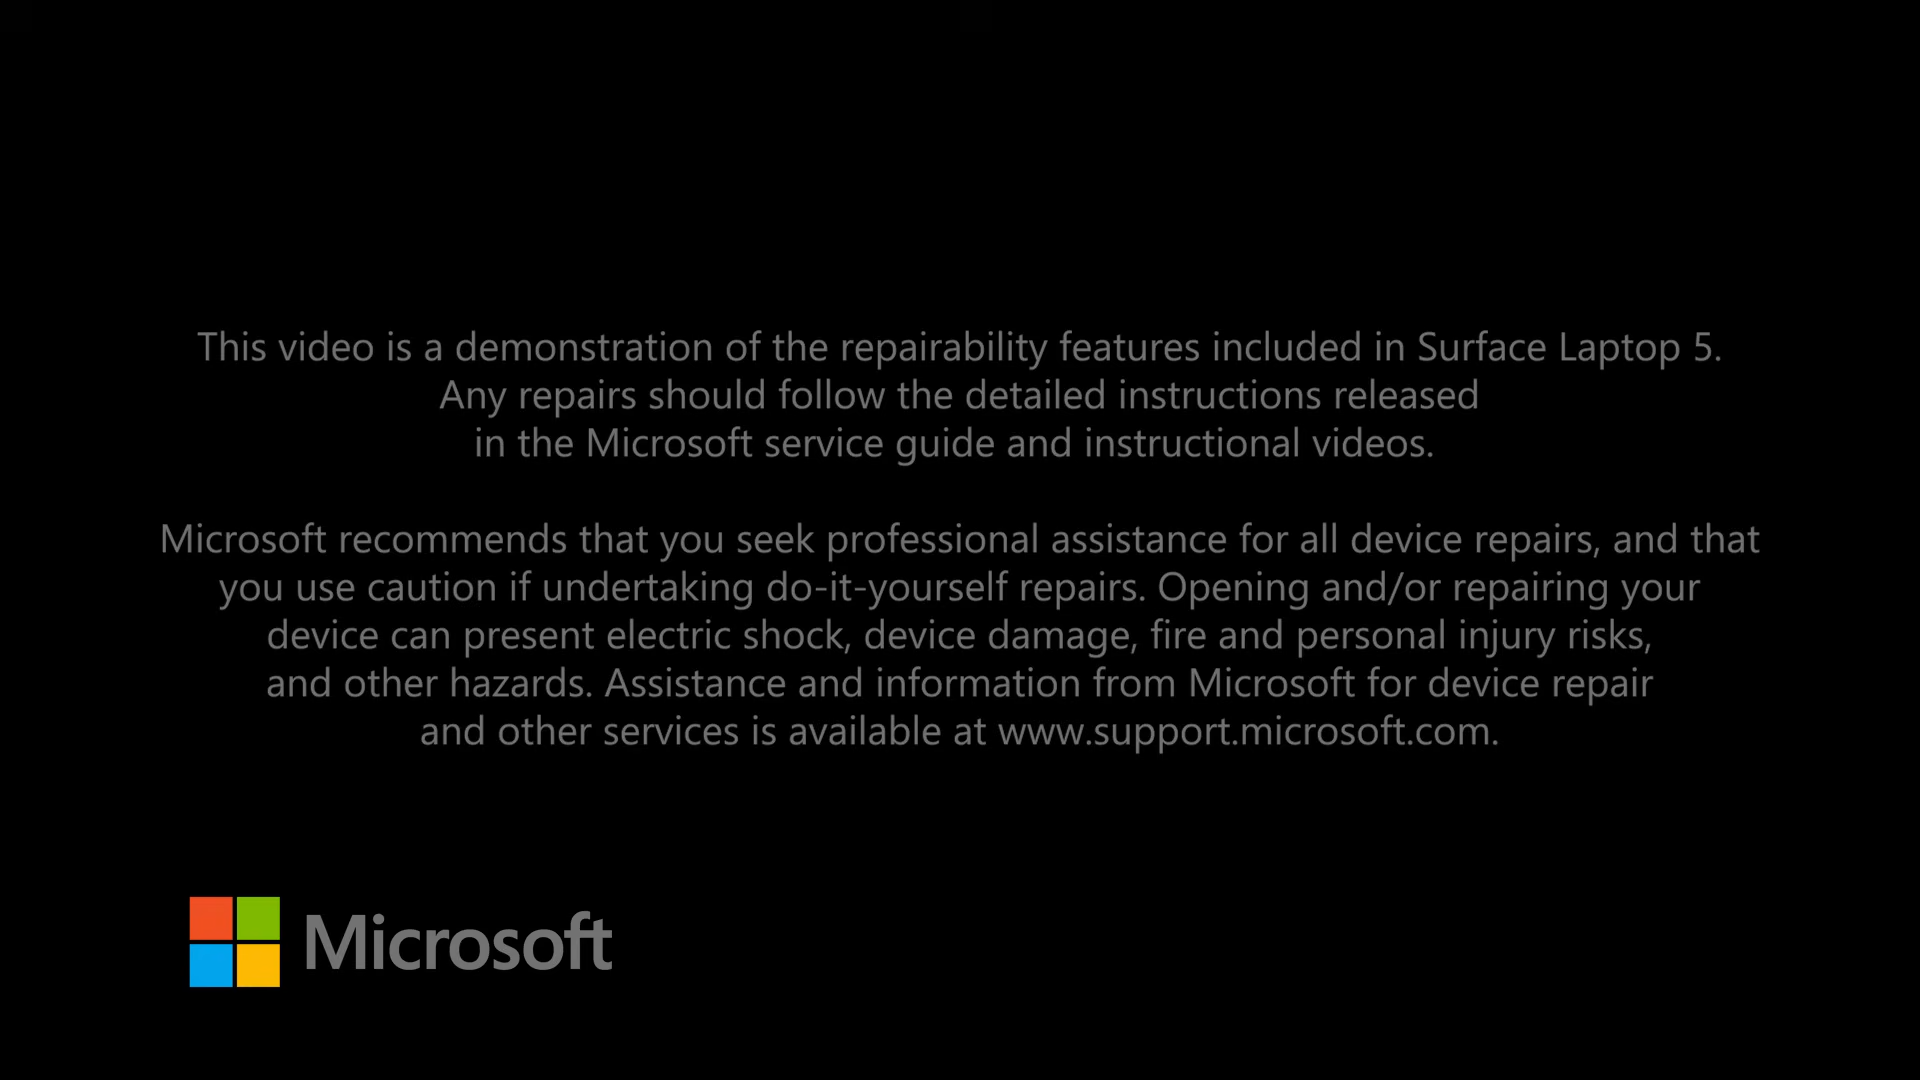 This video is a demonstration of the repairability features included in Surface Laptop 5.
Any repairs should follow the detailed instructions released
in the Microsoft service guide and instructional videos.
Microsoft recommends that you seek professional assistance for all device repairs, and that
you use caution if undertaking do-it-yourself repairs. Opening and/or repairing your
device can present electric shock, device damage, fire and personal injury risks,
and other hazards. Assistance and information from Microsoft for device repair
and other services is available at www.support.microsoft.com.
Microsoft